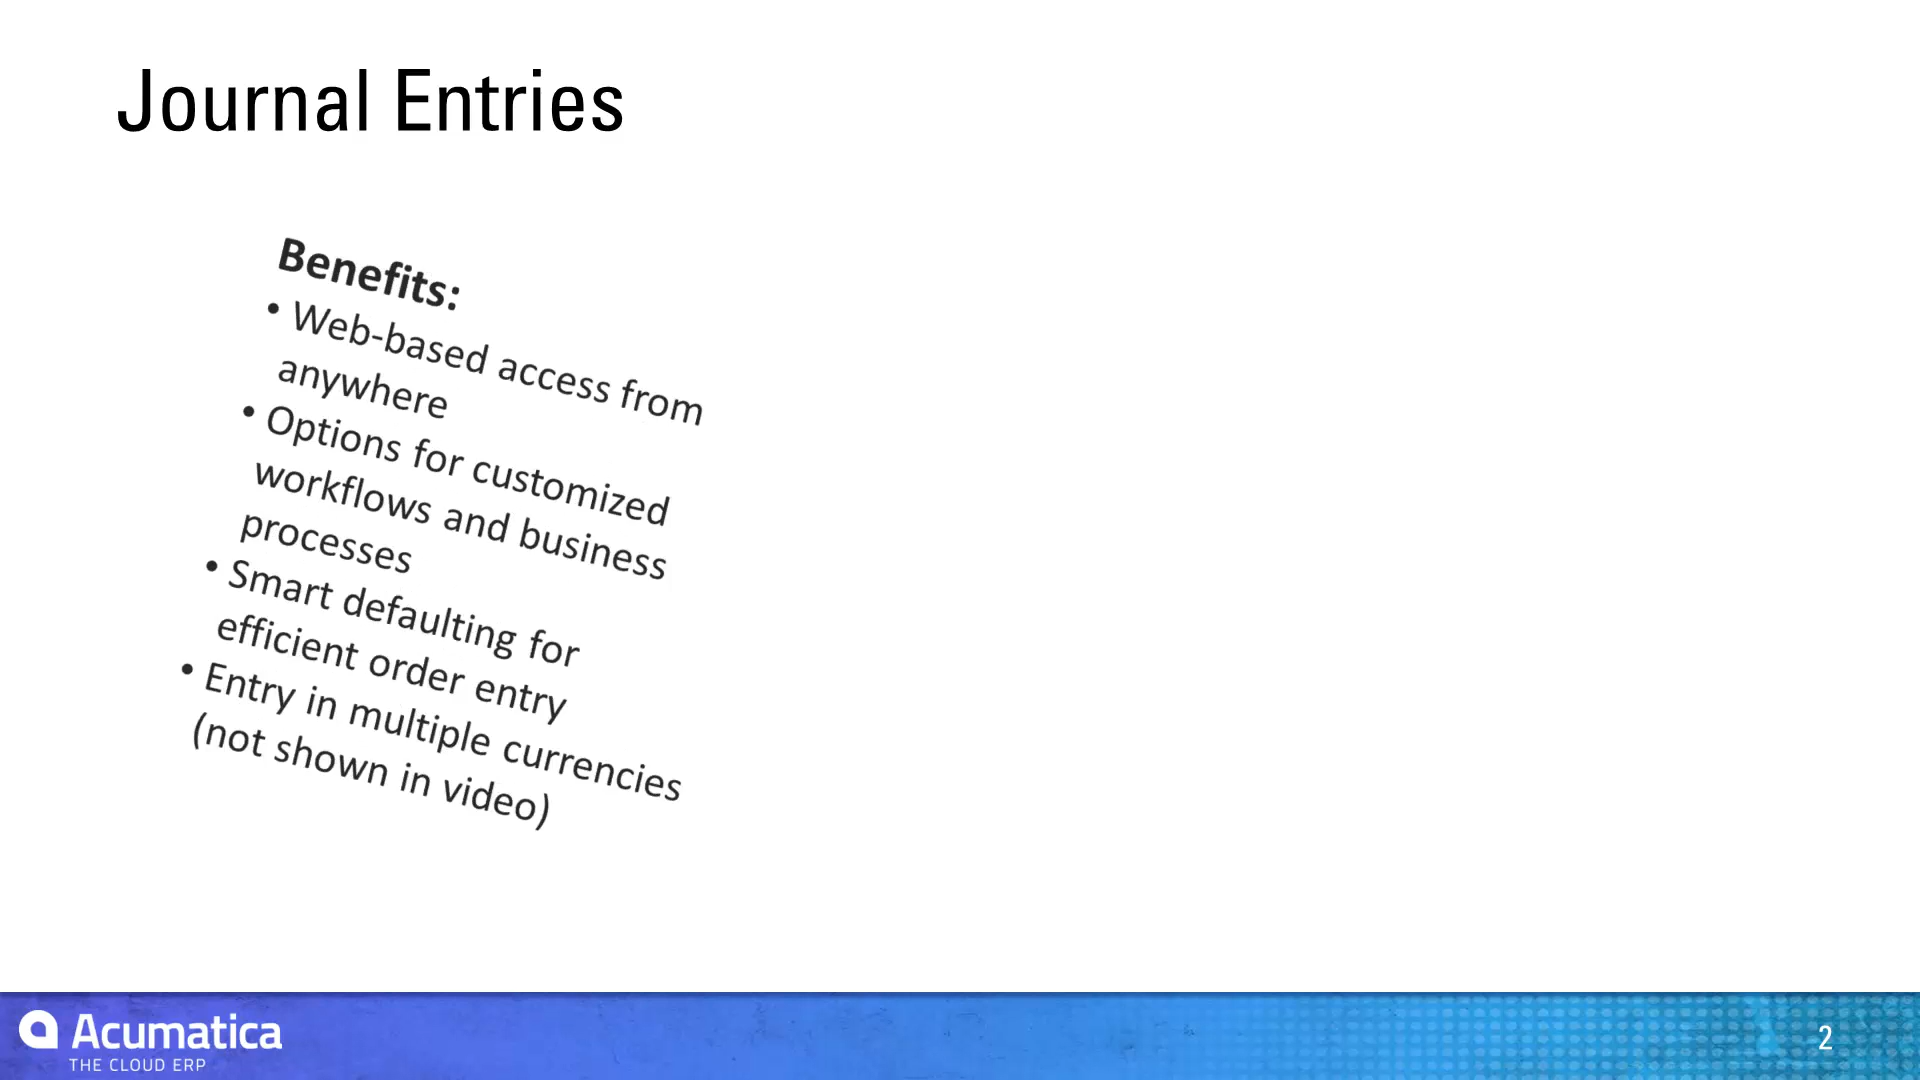 Journal Entries
Benefits:
• Web-based access from
anywhere
• Options for customized
workflows and business
processes
• Smart defaulting for
efficient order entry
• Entry in multiple currencies
(not shown in video)
Acumatica
THE CLOUD ERP
2